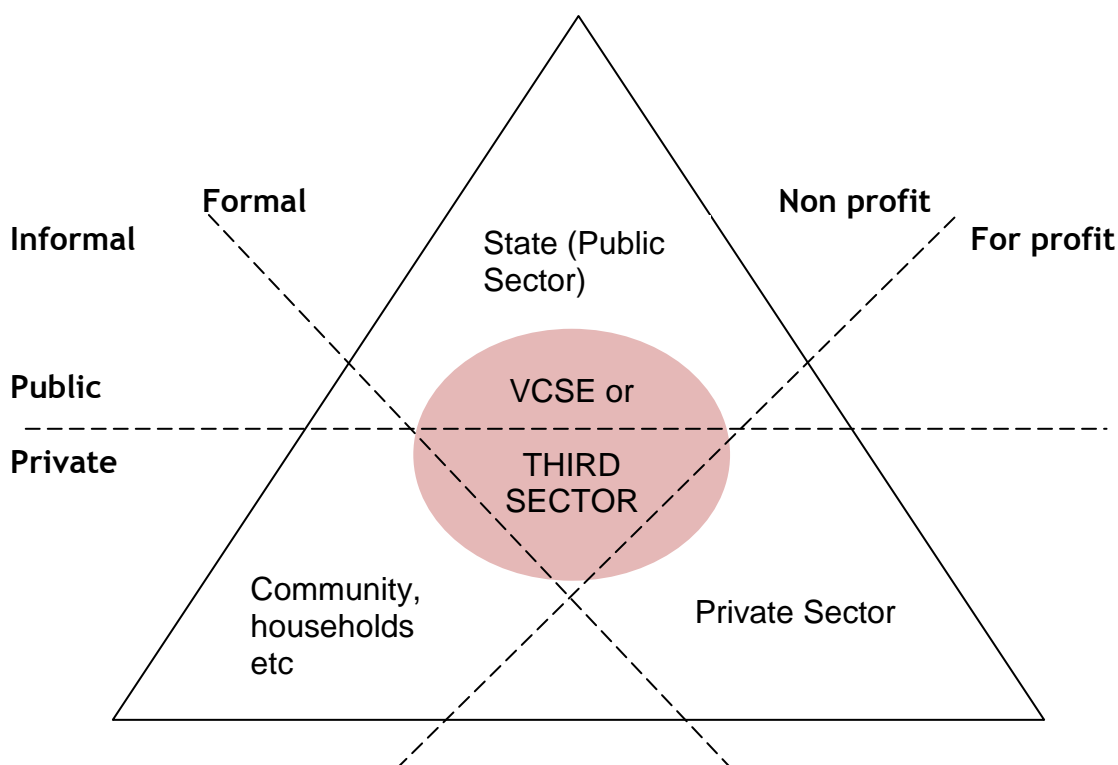 Formal
Informal
Non profit
For profit
State (Public
Sector)
Public
VCSE or
Private
THIRD
SECTOR
Community,
households
etc
Private Sector